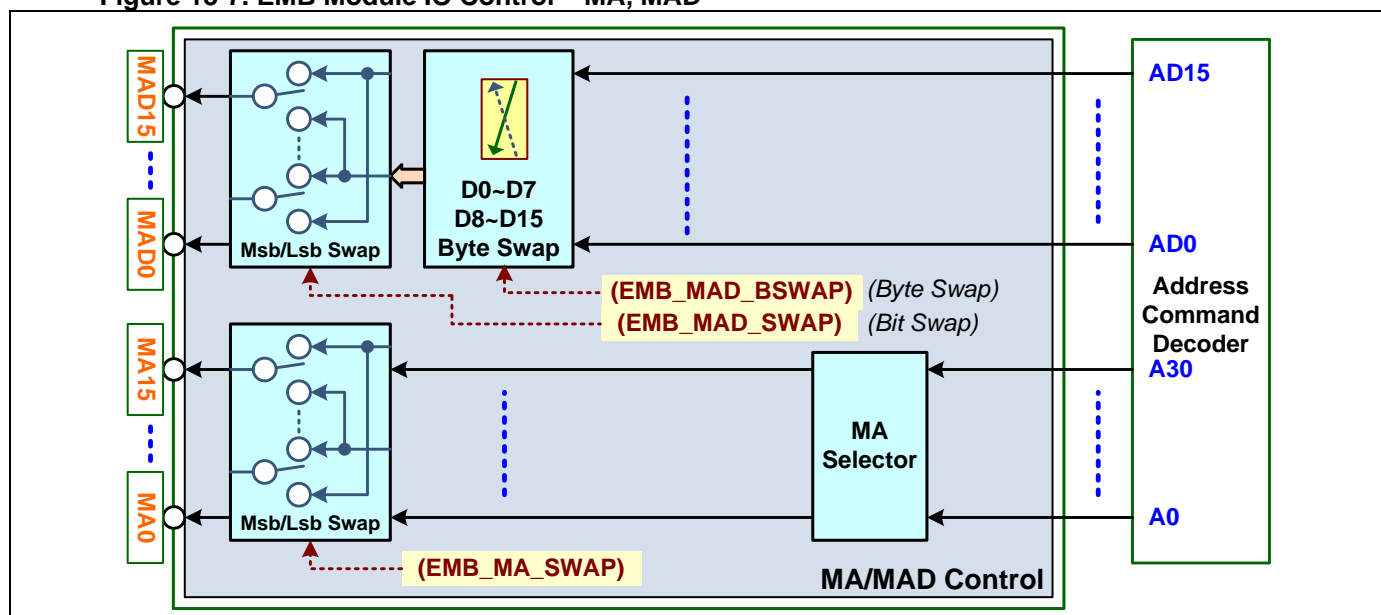 MAD15
MAD0
MA15
MA0
Msb/Lsb Swap
D0~D7
D8~D15
Byte Swap
(EMB_MAD_BSWAP) (Byte Swap)
(EMB_MAD_SWAP) (Bit Swap)
Msb/Lsb Swap
(EMB_MA_SWAP)
MA
Selector
MA/MAD Control
AD15
AD0
Address
Command
Decoder
A30
A0